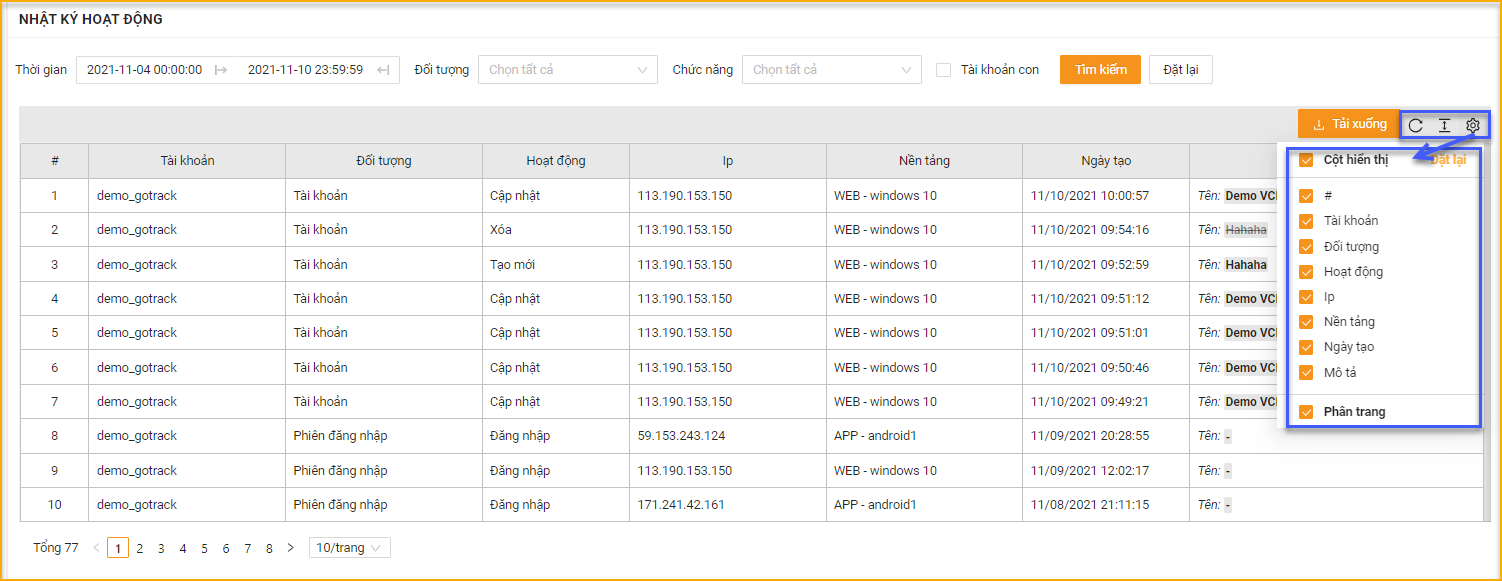 NHẬT KÝ HOẠT ĐỘNG
Thời gian 2021-11-04 00:00:00 2021-11-10 23:59:59 Đối tượng Chọn tất cả Chức năng Chọn tất cả Tài khoản con Tìm kiếm Đặt lại
Tải xuống
# Tài khoản Đối tượng Hoạt động Ip Nền tảng Ngày tạo
1 demo_gotrack Tài khoản Cập nhật 113.190.153.150 WEB - windows 10 11/10/2021 10:00:57 Tên: Demo VCI
2 demo_gotrack Tài khoản Xóa 113.190.153.150 WEB - windows 10 11/10/2021 09:54:16 Tên: Hahaha
3 demo_gotrack Tài khoản Tạo mới 113.190.153.150 WEB - windows 10 11/10/2021 09:52:59 Tên: Hahaha
4 demo_gotrack Tài khoản Cập nhật 113.190.153.150 WEB - windows 10 11/10/2021 09:51:12 Tên: Demo VCI
5 demo_gotrack Tài khoản Cập nhật 113.190.153.150 WEB - windows 10 11/10/2021 09:51:01 Tên: Demo VCI
6 demo_gotrack Tài khoản Cập nhật 113.190.153.150 WEB - windows 10 11/10/2021 09:50:46 Tên: Demo VCI
7 demo_gotrack Tài khoản Cập nhật 113.190.153.150 WEB - windows 10 11/10/2021 09:49:21 Tên: Demo VCI
8 demo_gotrack Phiên đăng nhập Đăng nhập 59.153.243.124 APP - android1 11/09/2021 20:28:55 Tên: -
9 demo_gotrack Phiên đăng nhập Đăng nhập 113.190.153.150 WEB - windows 10 11/09/2021 12:02:17 Tên: -
10 demo_gotrack Phiên đăng nhập Đăng nhập 171.241.42.161 APP - android1 11/08/2021 21:11:15 Tên: -
Cột hiển thị Đặt lại
#
Tài khoản
Đối tượng
Hoạt động
Ip
Nền tảng
Ngày tạo
Mô tả
Phân trang
Tổng 77 < 1 2 3 4 5 6 7 8 > 10/trang